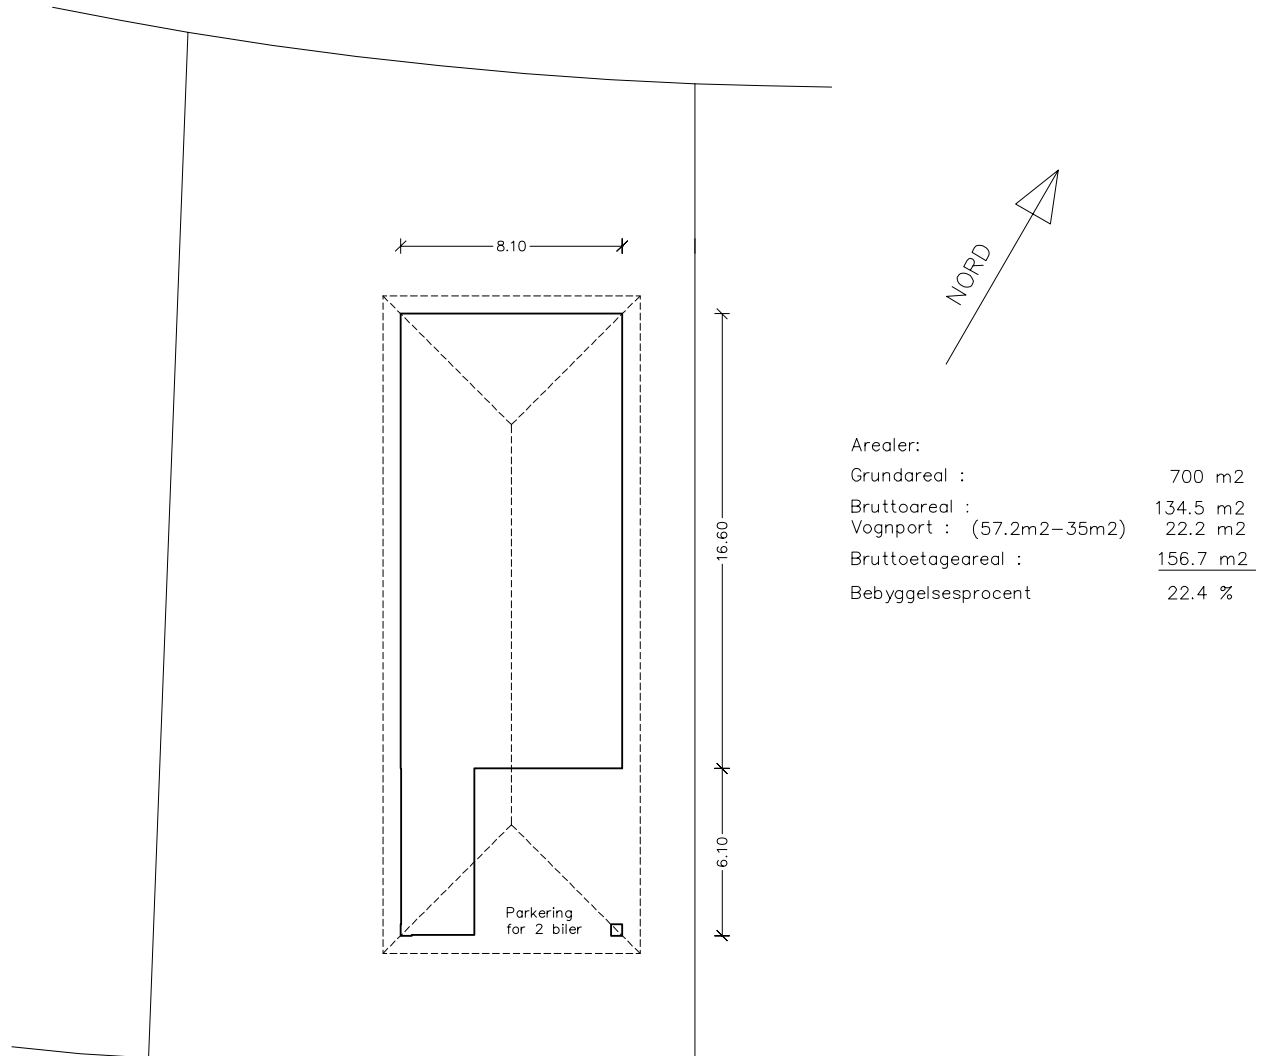 8.10
NORD
16.60
6.10
Parkering
for 2 biler
Arealer:
Grundareal : 700 m2
Bruttoareal : 134.5 m2
Vognport : (57.2m2-35m2) 22.2 m2
Bruttoetageareal : 156.7 m2
Bebyggelsesprocent 22.4 %